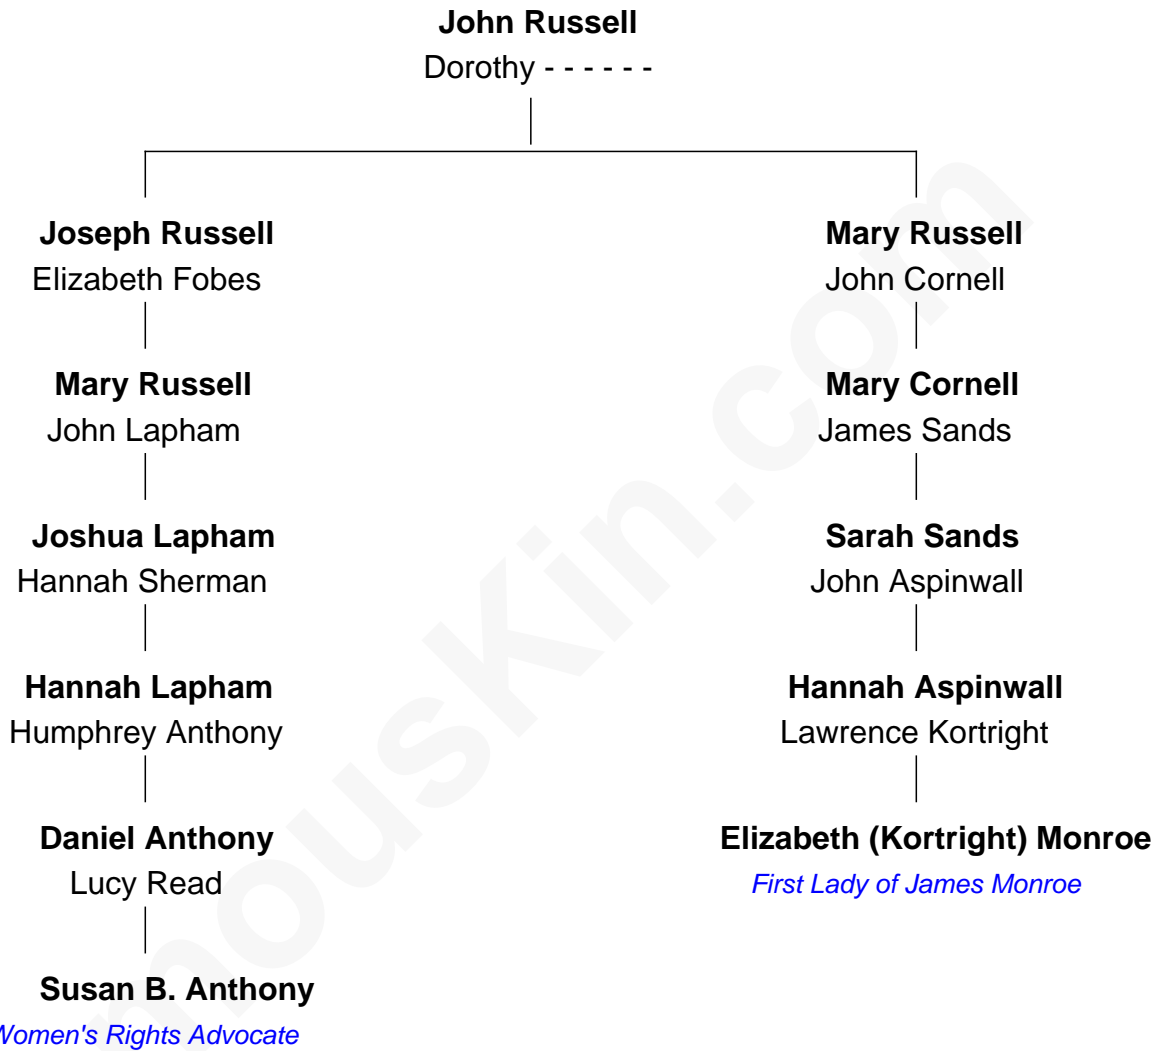 John Russell
Dorothy - - - - - -
Joseph Russell
Elizabeth Fobes
Mary Russell
John Lapham
Joshua Lapham
Hannah Sherman
Hannah Lapham
Humphrey Anthony
Daniel Anthony
Lucy Read
Susan B. Anthony
Women's Rights Advocate
Mary Russell
John Cornell
Mary Cornell
James Sands
Sarah Sands
John Aspinwall
Hannah Aspinwall
Lawrence Kortright
Elizabeth (Kortright) Monroe
First Lady of James Monroe
mousKin.com